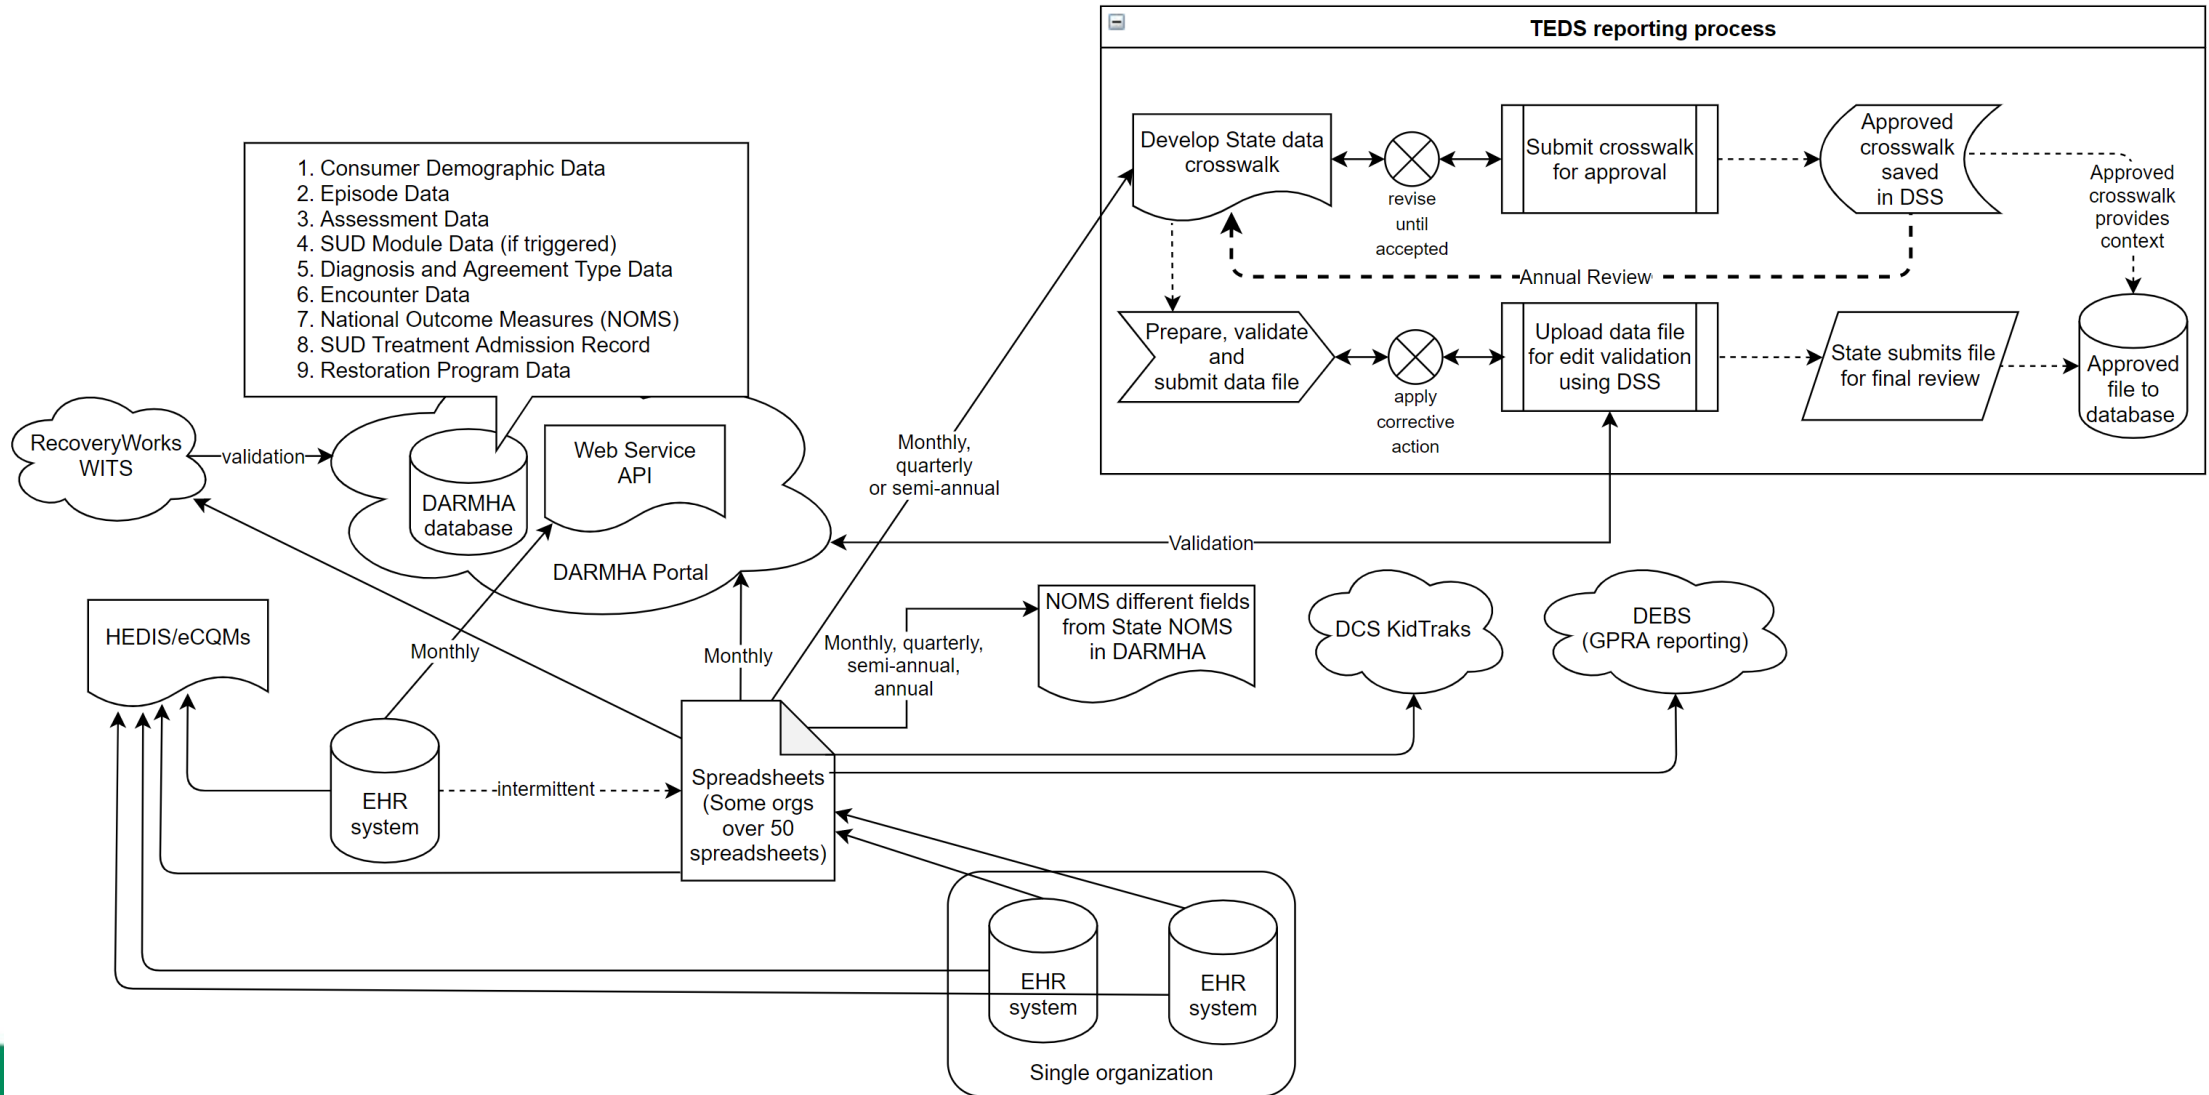 TEDS reporting process
Develop State data
crosswalk
revise
until
accepted
Submit crosswalk
for approval
Approved
crosswalk
saved
in DSS
Approved
crosswalk
provides
context
Annual Review
Prepare, validate
and
submit data file
apply
corrective
action
Upload data file
for edit validation
using DSS
State submits file
for final review
Approved
file to
database
1. Consumer Demographic Data
2. Episode Data
3. Assessment Data
4. SUD Module Data (if triggered)
5. Diagnosis and Agreement Type Data
6. Encounter Data
7. National Outcome Measures (NOMS)
8. SUD Treatment Admission Record
9. Restoration Program Data
RecoveryWorks
WITS
validation
DARMHA
database
Web Service
API
DARMHA Portal
Monthly,
quarterly
or semi-annual
Validation
HEDIS/eCQMs
Monthly
Monthly
Monthly, quarterly,
semi-annual,
annual
NOMS different fields
from State NOMS
in DARMHA
DCS KidTraks
DEBS
(GPRA reporting)
EHR
system
intermittent
Spreadsheets
(Some orgs
over 50
spreadsheets)
EHR
system
EHR
system
Single organization